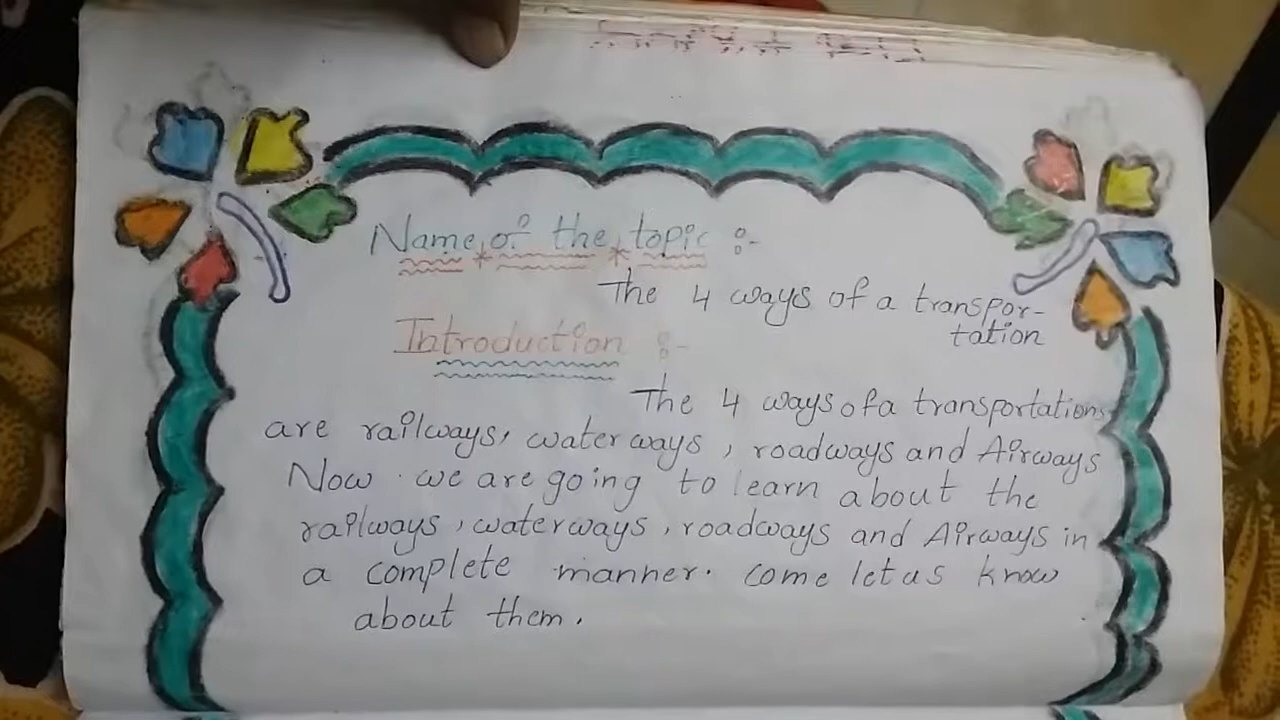 Name of the topic :-
The 4 ways of a transpor-
tation
Introduction :-
The 4 ways of a transportations
are railways, waterways, roadways and Airways
Now we are going to learn about the
railways, waterways, roadways and Airways in
a complete manner. Come let us know
about them.